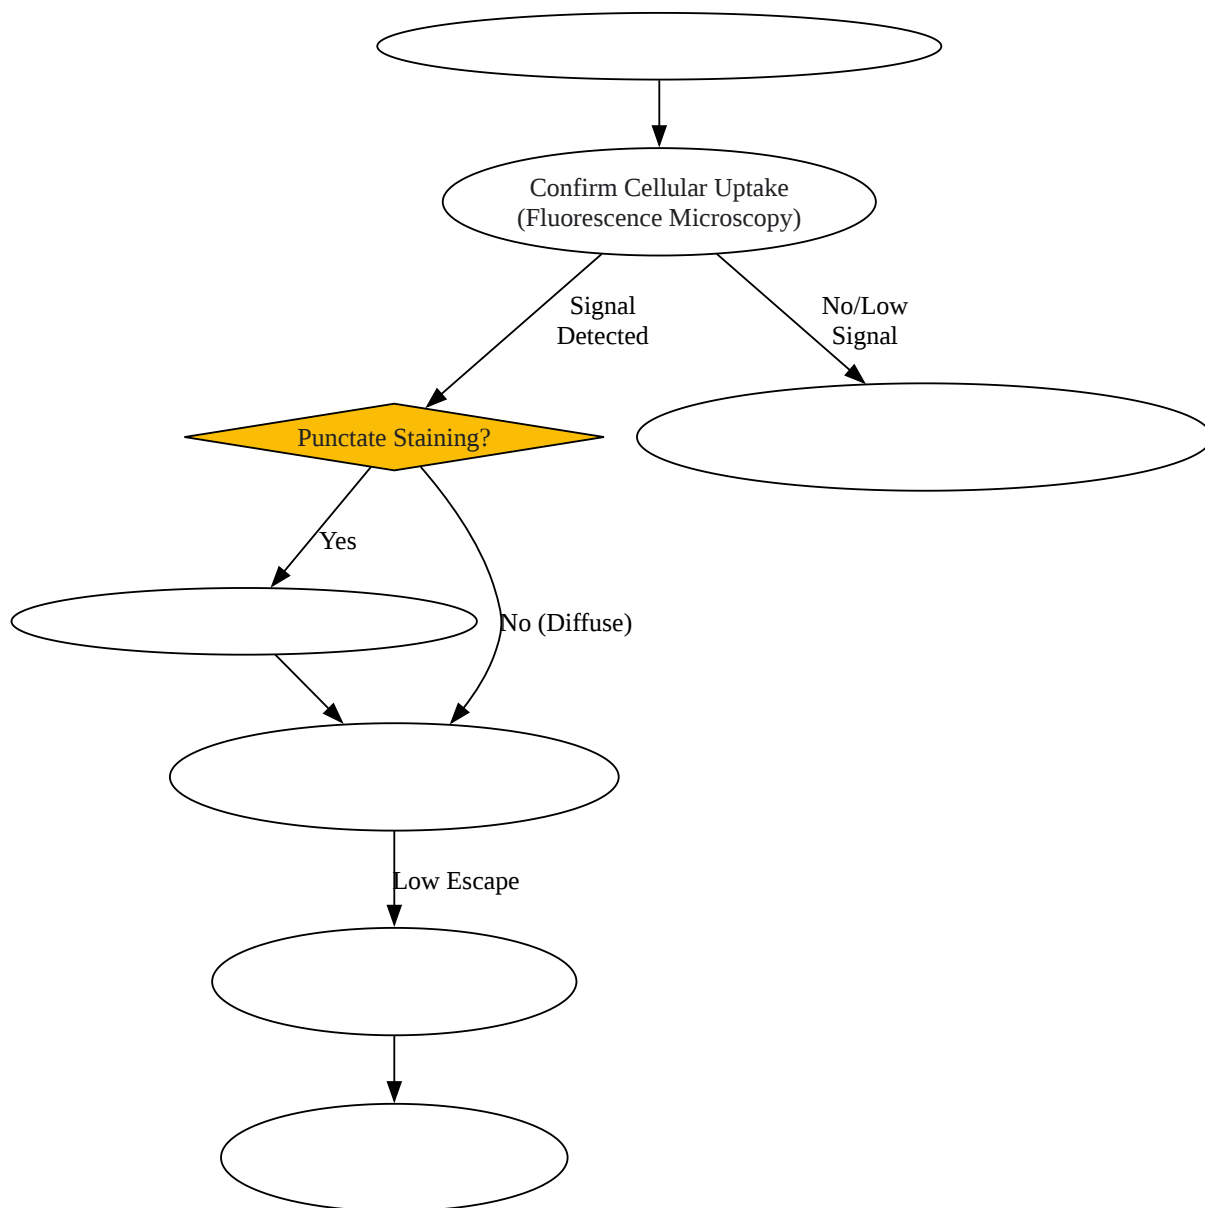 Confirm Cellular Uptake
(Fluorescence Microscopy)
Signal
Detected
No/Low
Signal
Punctate Staining?
Yes
No (Diffuse)
Low Escape